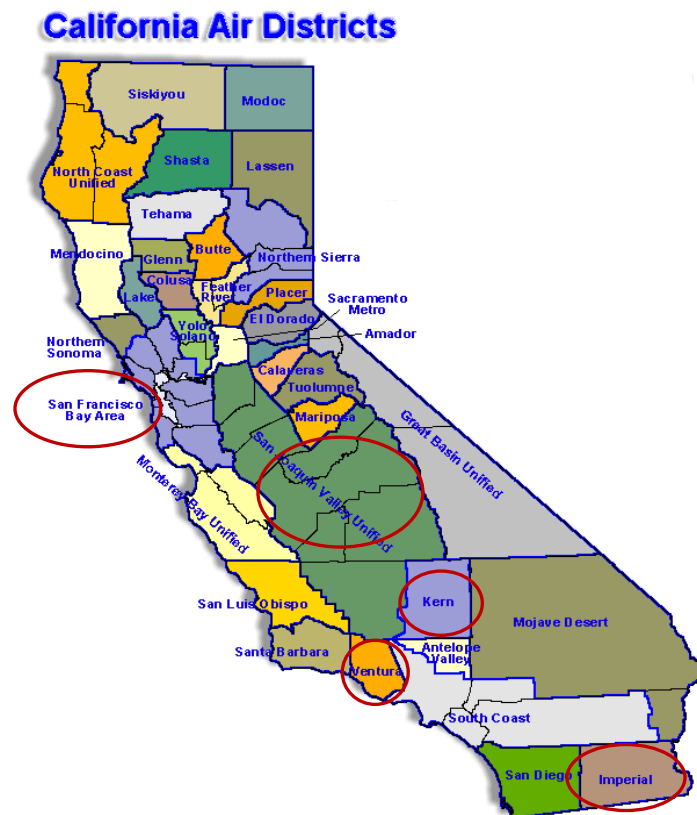 California Air Districts
Siskiyou
Modoc
North Coast
Unified
Shasta
Lassen
Tehama
Mendocino
Glenn
Butte
Northern Sierra
Colusa
Lake
Feather
River
Placer
Sacramento
Metro
El Dorado
Yolo
Solano
Amador
Northern
Sonoma
Calaveras
Tuolumne
San Francisco
Bay Area
Mariposa
Great Basin Unified
San Joaquin Valley Unified
Monterey Bay Unified
San Luis Obispo
Kern
Mojave Desert
Santa Barbara
Ventura
Antelope
Valley
South Coast
San Diego
Imperial